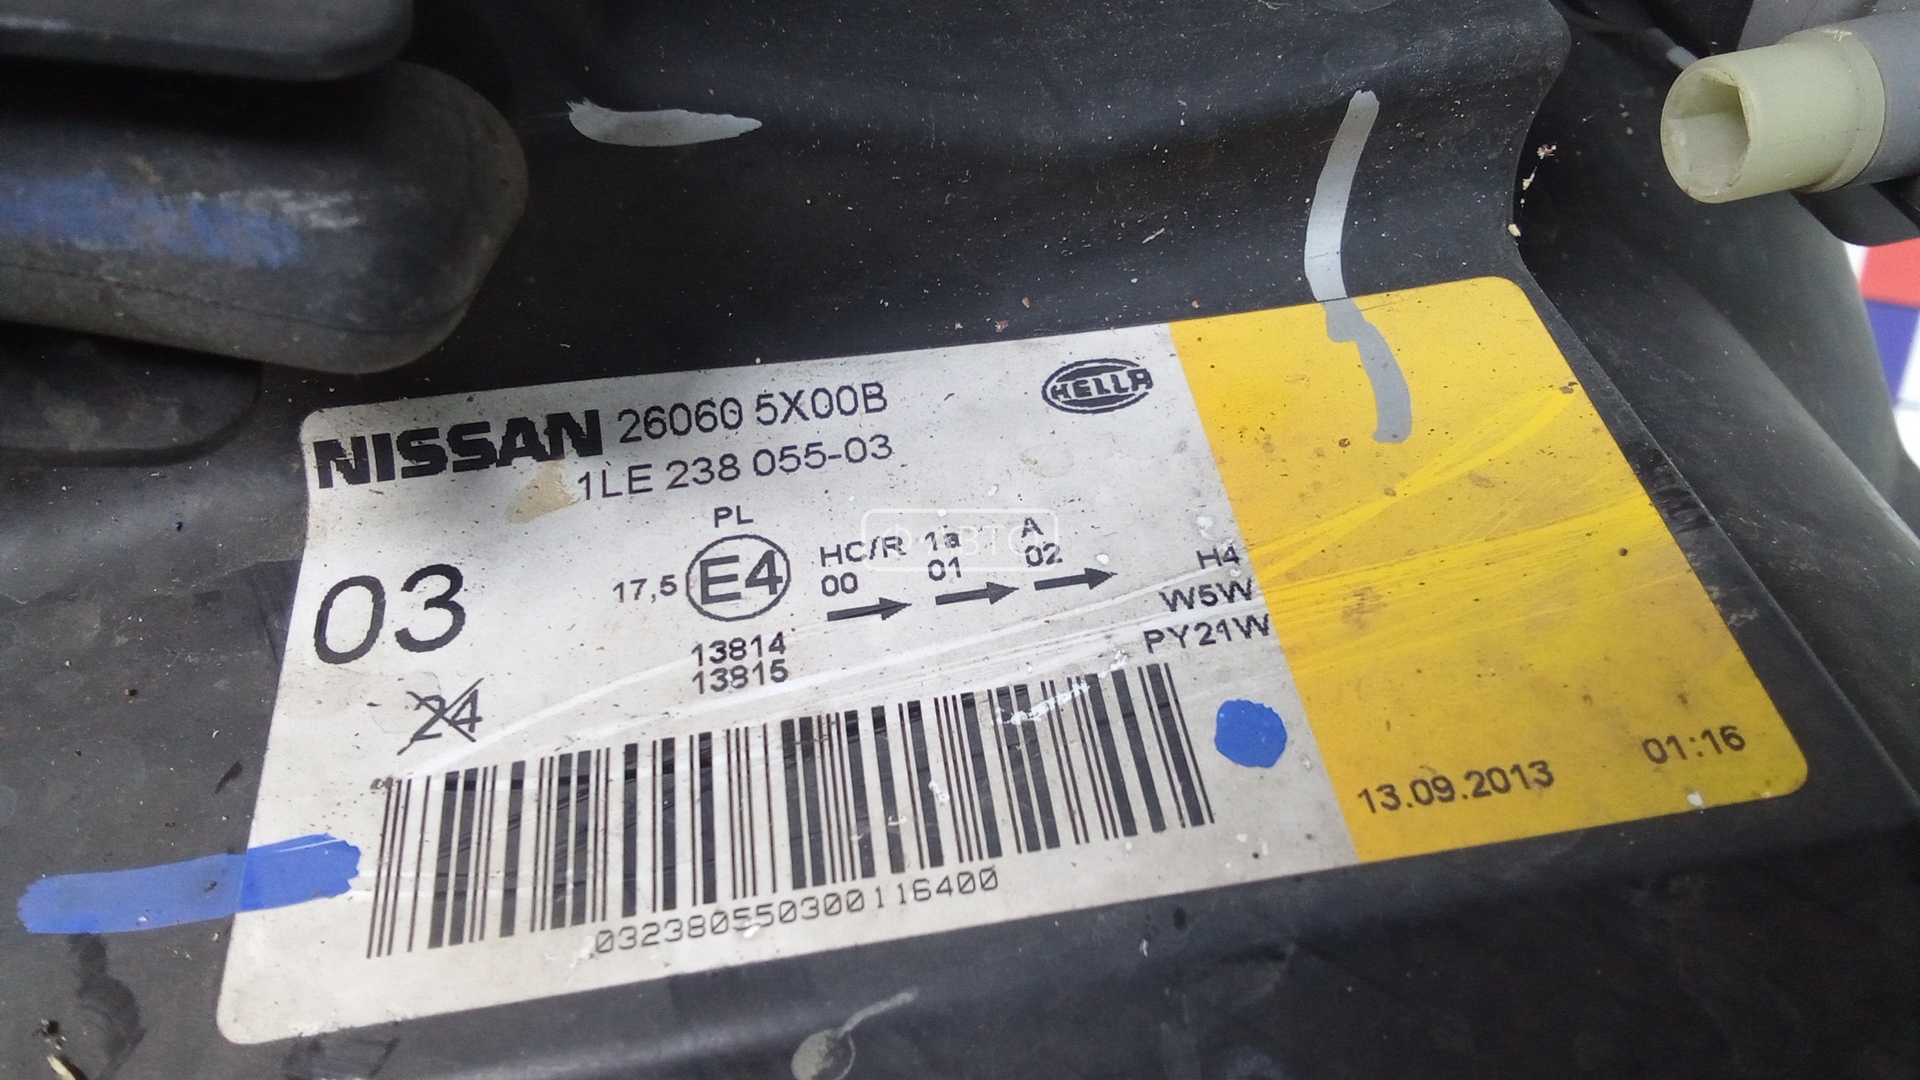 NISSAN 26060 5X00B
HELLA
1LE 238 055-03
PL
03
17,5 E4
HC/R 1a A
00 01 02
13814
13815
H4
W5W
PY21W
24
032380550300116400
13.09.2013 01:16